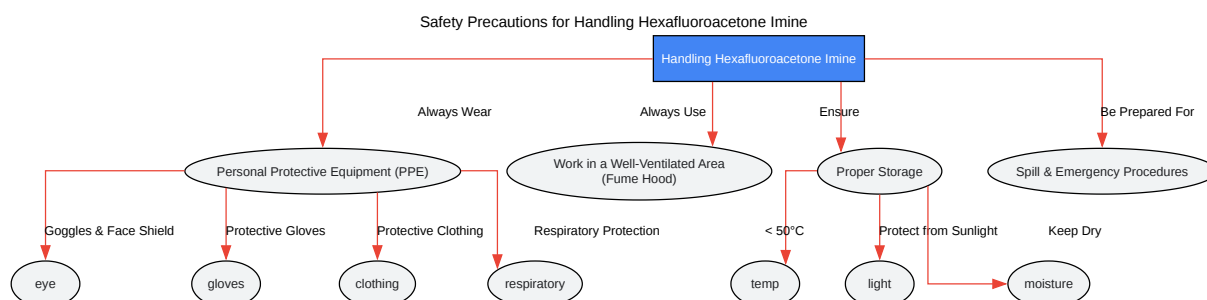 Safety Precautions for Handling Hexafluoroacetone Imine
Handling Hexafluoroacetone Imine
Always Wear
Always Use
Ensure
Be Prepared For
Personal Protective Equipment (PPE)
Work in a Well-Ventilated Area
(Fume Hood)
Proper Storage
Spill & Emergency Procedures
Goggles & Face Shield
Protective Gloves
Protective Clothing
Respiratory Protection
< 50°C
Protect from Sunlight
Keep Dry
eye
gloves
clothing
respiratory
temp
light
moisture